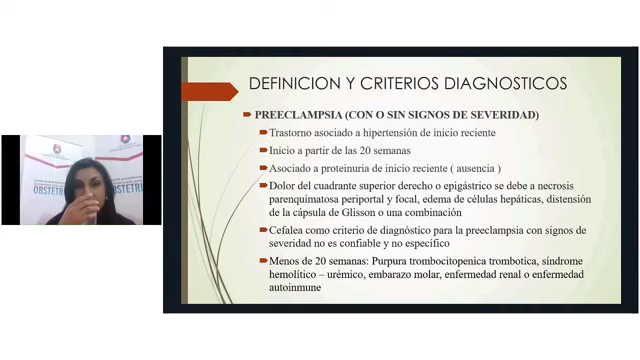 DEFINICION Y CRITERIOS DIAGNOSTICOS
PREECLAMPSIA (CON O SIN SIGNOS DE SEVERIDAD)
Trastorno asociado a hipertensión de inicio reciente
Inicio a partir de las 20 semanas
Asociado a proteinuria de inicio reciente ( ausencia )
Dolor del cuadrante superior derecho o epigástrico se debe a necrosis
parenquimatosa periportal y focal, edema de células hepáticas, distensión
de la cápsula de Glisson o una combinación
Cefalea como criterio de diagnóstico para la preeclampsia con signos de
severidad no es confiable y no específico
Menos de 20 semanas: Purpura trombocitopenica trombotica, síndrome
hemolítico – urémico, embarazo molar, enfermedad renal o enfermedad
autoinmune
OBSTETRI
OBSTETRI